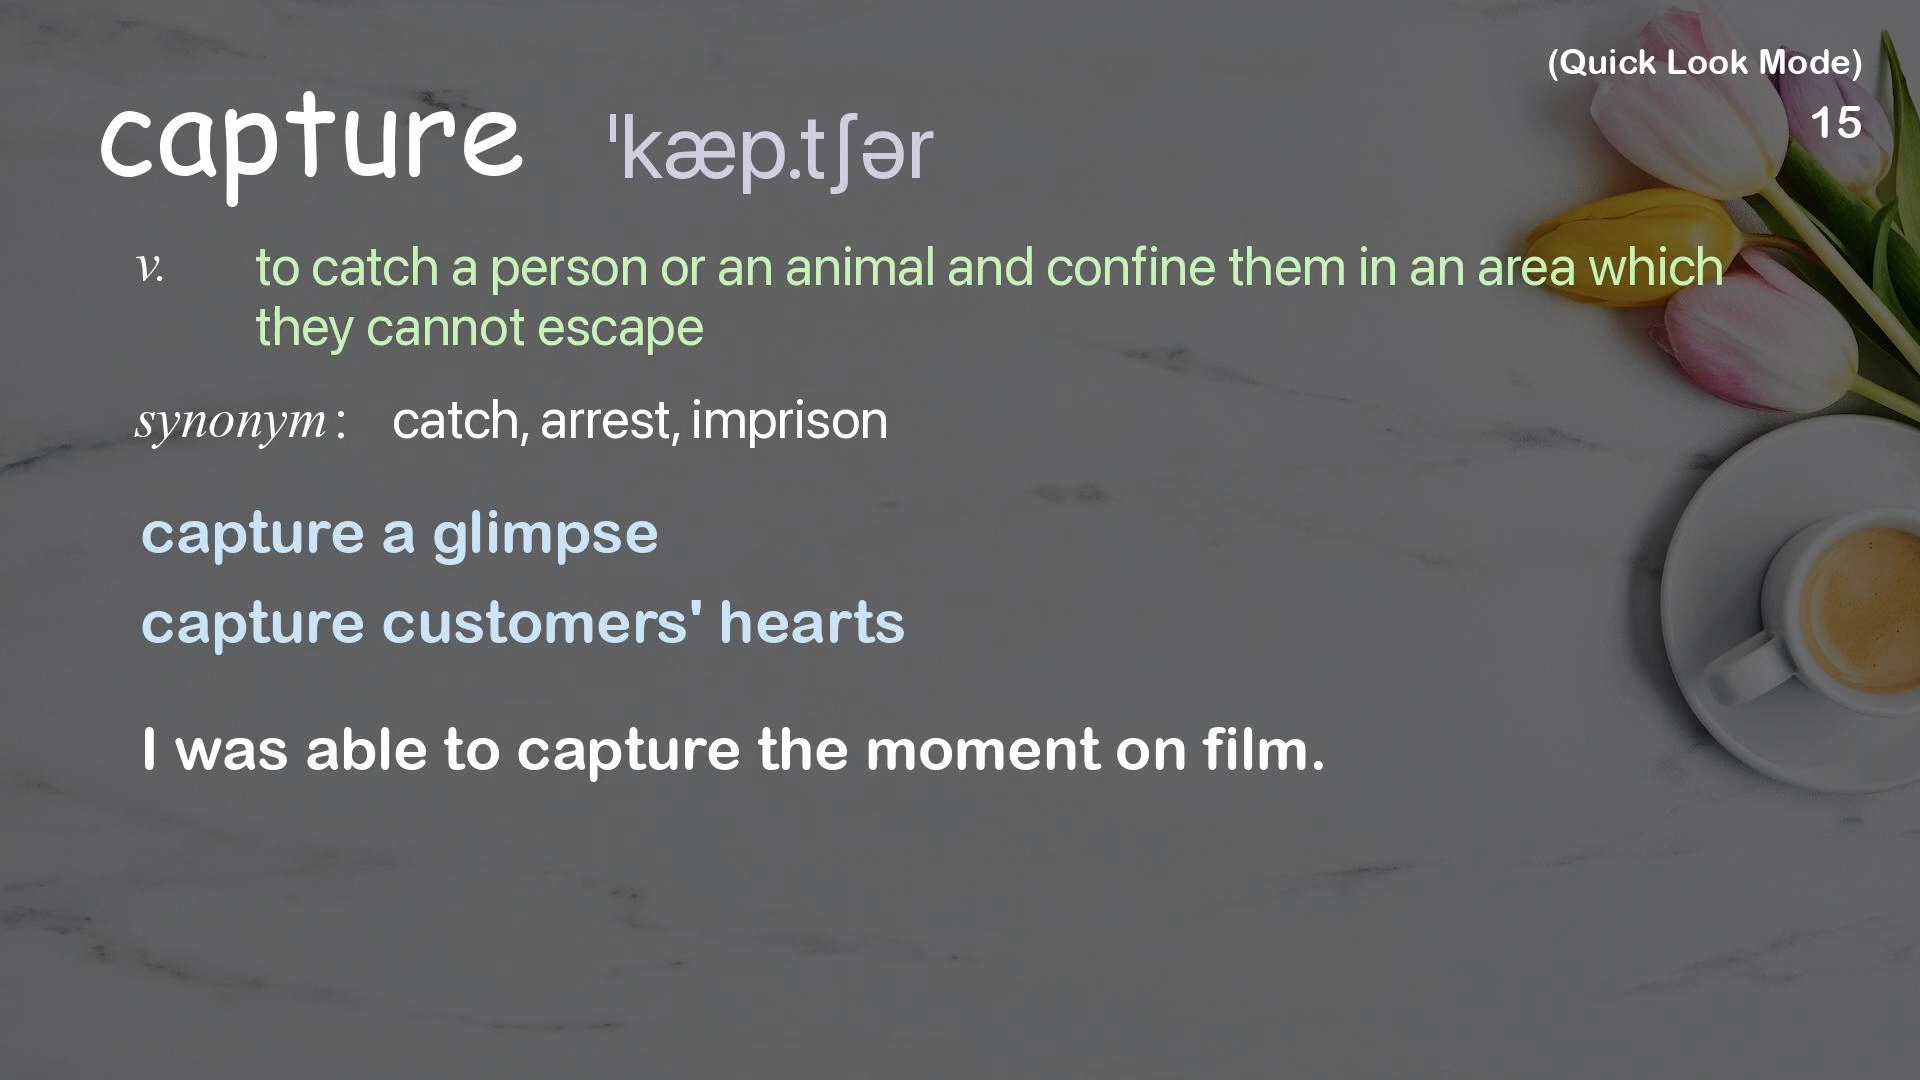 (Quick Look Mode)
15
capture ˈkæp.tʃər
v. to catch a person or an animal and confine them in an area which
they cannot escape
synonym: catch, arrest, imprison
capture a glimpse
capture customers' hearts
I was able to capture the moment on film.